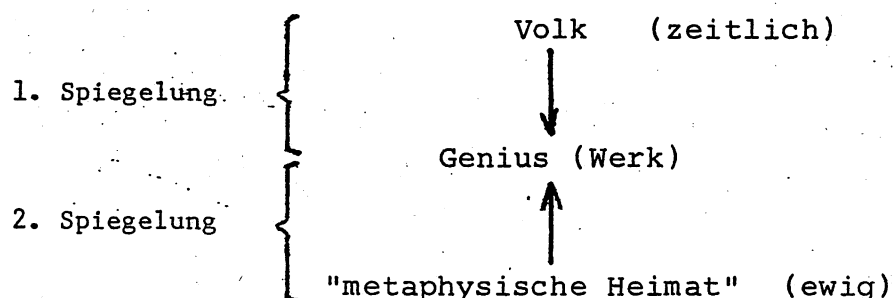 Volk (zeitlich)
1. Spiegelung
Genius (Werk)
2. Spiegelung
"metaphysische Heimat" (ewig)